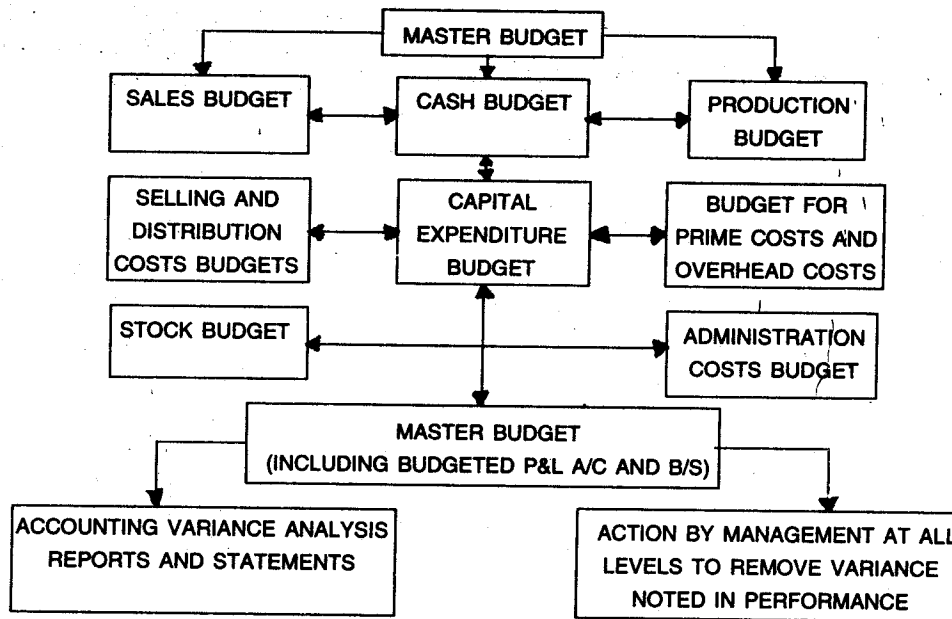 MASTER BUDGET
SALES BUDGET
CASH BUDGET
PRODUCTION
BUDGET
SELLING AND
DISTRIBUTION
COSTS BUDGETS
CAPITAL
EXPENDITURE
BUDGET
BUDGET FOR
PRIME COSTS AND
OVERHEAD COSTS
STOCK BUDGET
ADMINISTRATION
COSTS BUDGET
MASTER BUDGET
(INCLUDING BUDGETED P&L A/C AND B/S)
ACCOUNTING VARIANCE ANALYSIS
REPORTS AND STATEMENTS
ACTION BY MANAGEMENT AT ALL
LEVELS TO REMOVE VARIANCE
NOTED IN PERFORMANCE